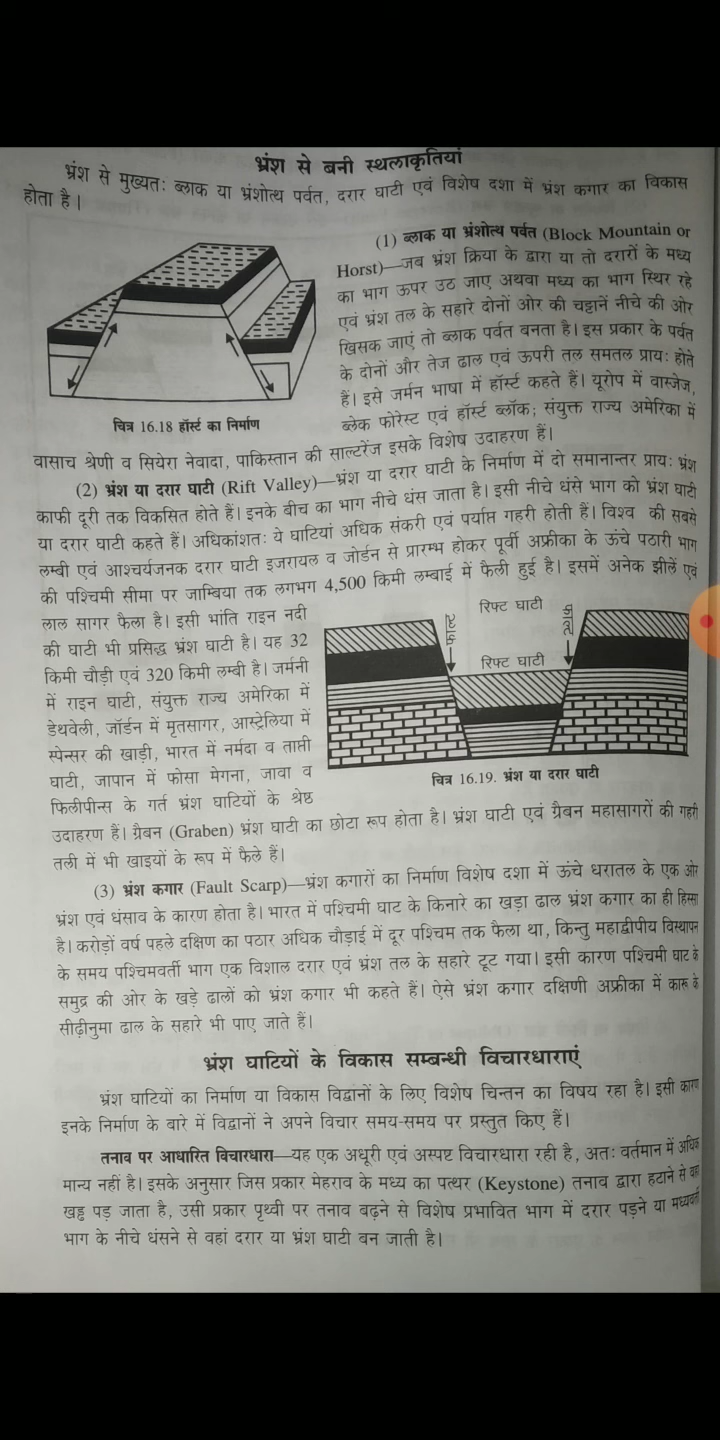 भ्रंश से बनी स्थलाकृतियां
भ्रंश से मुख्यतः ब्लाक या भ्रंशोत्थ पर्वत, दरार घाटी एवं विशेष दशा में भ्रंश कगार का विकास
होता है।
(1) ब्लाक या भ्रंशोत्थ पर्वत (Block Mountain or
Horst)—जब भ्रंश क्रिया के द्वारा या तो दरारों के मध्य
का भाग ऊपर उठ जाए अथवा मध्य का भाग स्थिर रहे
एवं भ्रंश तल के सहारे दोनों ओर की चट्टानें नीचे की ओर
खिसक जाएं तो ब्लाक पर्वत बनता है। इस प्रकार के पर्वत
के दोनों और तेज ढाल एवं ऊपरी तल समतल प्रायः होते
हैं। इसे जर्मन भाषा में हॉर्स्ट कहते हैं। यूरोप में वास्जेज,
ब्लेक फोरेस्ट एवं हॉर्स्ट ब्लॉक; संयुक्त राज्य अमेरिका में
चित्र 16.18 हॉर्स्ट का निर्माण
वासाच श्रेणी व सियेरा नेवादा, पाकिस्तान की साल्टरेंज इसके विशेष उदाहरण हैं।
(2) भ्रंश या दरार घाटी (Rift Valley)—भ्रंश या दरार घाटी के निर्माण में दो समानान्तर प्रायः भ्रंश
काफी दूरी तक विकसित होते हैं। इनके बीच का भाग नीचे धंस जाता है। इसी नीचे धंसे भाग को भ्रंश घाटी
या दरार घाटी कहते हैं। अधिकांशतः ये घाटियां अधिक संकरी एवं पर्याप्त गहरी होती हैं। विश्व की सबसे
लम्बी एवं आश्चर्यजनक दरार घाटी इजरायल व जोर्डन से प्रारम्भ होकर पूर्वी अफ्रीका के ऊंचे पठारी भाग
की पश्चिमी सीमा पर जाम्बिया तक लगभग 4,500 किमी लम्बाई में फैली हुई है। इसमें अनेक झीलें एवं
लाल सागर फैला है। इसी भांति राइन नदी
की घाटी भी प्रसिद्ध भ्रंश घाटी है। यह 32
किमी चौड़ी एवं 320 किमी लम्बी है। जर्मनी
में राइन घाटी, संयुक्त राज्य अमेरिका में
डेथवेली, जॉर्डन में मृतसागर, आस्ट्रेलिया में
स्पेन्सर की खाड़ी, भारत में नर्मदा व ताप्ती
घाटी, जापान में फोसा मेगना, जावा व
फिलीपीन्स के गर्त भ्रंश घाटियों के श्रेष्ठ
रिफ्ट घाटी
रिफ्ट घाटी
चित्र 16.19. भ्रंश या दरार घाटी
उदाहरण हैं। ग्रैबन (Graben) भ्रंश घाटी का छोटा रूप होता है। भ्रंश घाटी एवं ग्रैबन महासागरों की गहरी
तली में भी खाइयों के रूप में फैले हैं।
(3) भ्रंश कगार (Fault Scarp)—भ्रंश कगारों का निर्माण विशेष दशा में ऊंचे धरातल के एक ओर
भ्रंश एवं धंसाव के कारण होता है। भारत में पश्चिमी घाट के किनारे का खड़ा ढाल भ्रंश कगार का ही हिस्सा
है। करोड़ों वर्ष पहले दक्षिण का पठार अधिक चौड़ाई में दूर पश्चिम तक फैला था, किन्तु महाद्वीपीय विस्थापन
के समय पश्चिमवर्ती भाग एक विशाल दरार एवं भ्रंश तल के सहारे टूट गया। इसी कारण पश्चिमी घाट के
समुद्र की ओर के खड़े ढालों को भ्रंश कगार भी कहते हैं। ऐसे भ्रंश कगार दक्षिणी अफ्रीका में कारू के
सीढ़ीनुमा ढाल के सहारे भी पाए जाते हैं।
भ्रंश घाटियों के विकास सम्बन्धी विचारधाराएं
भ्रंश घाटियों का निर्माण या विकास विद्वानों के लिए विशेष चिन्तन का विषय रहा है। इसी कारण
इनके निर्माण के बारे में विद्वानों ने अपने विचार समय-समय पर प्रस्तुत किए हैं।
तनाव पर आधारित विचारधारा—यह एक अधूरी एवं अस्पष्ट विचारधारा रही है, अतः वर्तमान में अधिक
मान्य नहीं है। इसके अनुसार जिस प्रकार मेहराव के मध्य का पत्थर (Keystone) तनाव द्वारा हटाने से वहां
खड्ड पड़ जाता है, उसी प्रकार पृथ्वी पर तनाव बढ़ने से विशेष प्रभावित भाग में दरार पड़ने या मध्यवर्ती
भाग के नीचे धंसने से वहां दरार या भ्रंश घाटी बन जाती है।